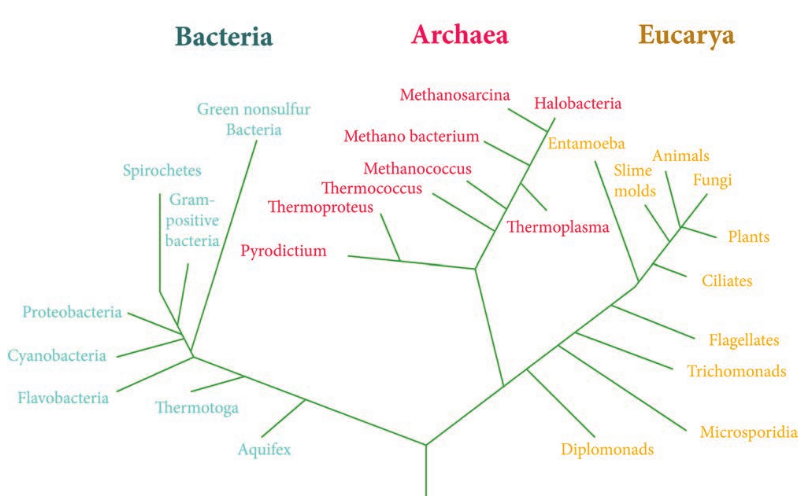 Bacteria
Archaea
Eucarya
Green nonsulfur
Bacteria
Spirochetes
Gram-
positive
bacteria
Proteobacteria
Cyanobacteria
Flavobacteria
Thermotoga
Aquifex
Methanosarcina
Halobacteria
Methano bacterium
Methanococcus
Thermococcus
Thermoproteus
Pyrodictium
Thermoplasma
Entamoeba
Slime
molds
Animals
Fungi
Plants
Ciliates
Flagellates
Trichomonads
Microsporidia
Diplomonads